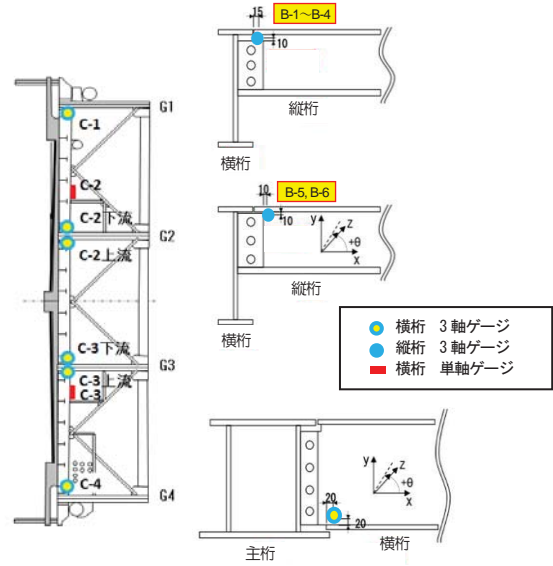 G1
C-1
C-2
C-2下流
G2
C-2上流
C-3下流
G3
C-3上流
C-3
C-4
G4
15
B-1～B-4
10
縦桁
横桁
10
B-5, B-6
10
y
z
+θ
x
縦桁
横桁
横桁 3軸ゲージ
縦桁 3軸ゲージ
横桁 単軸ゲージ
y
z
+θ
x
20
20
主桁
横桁